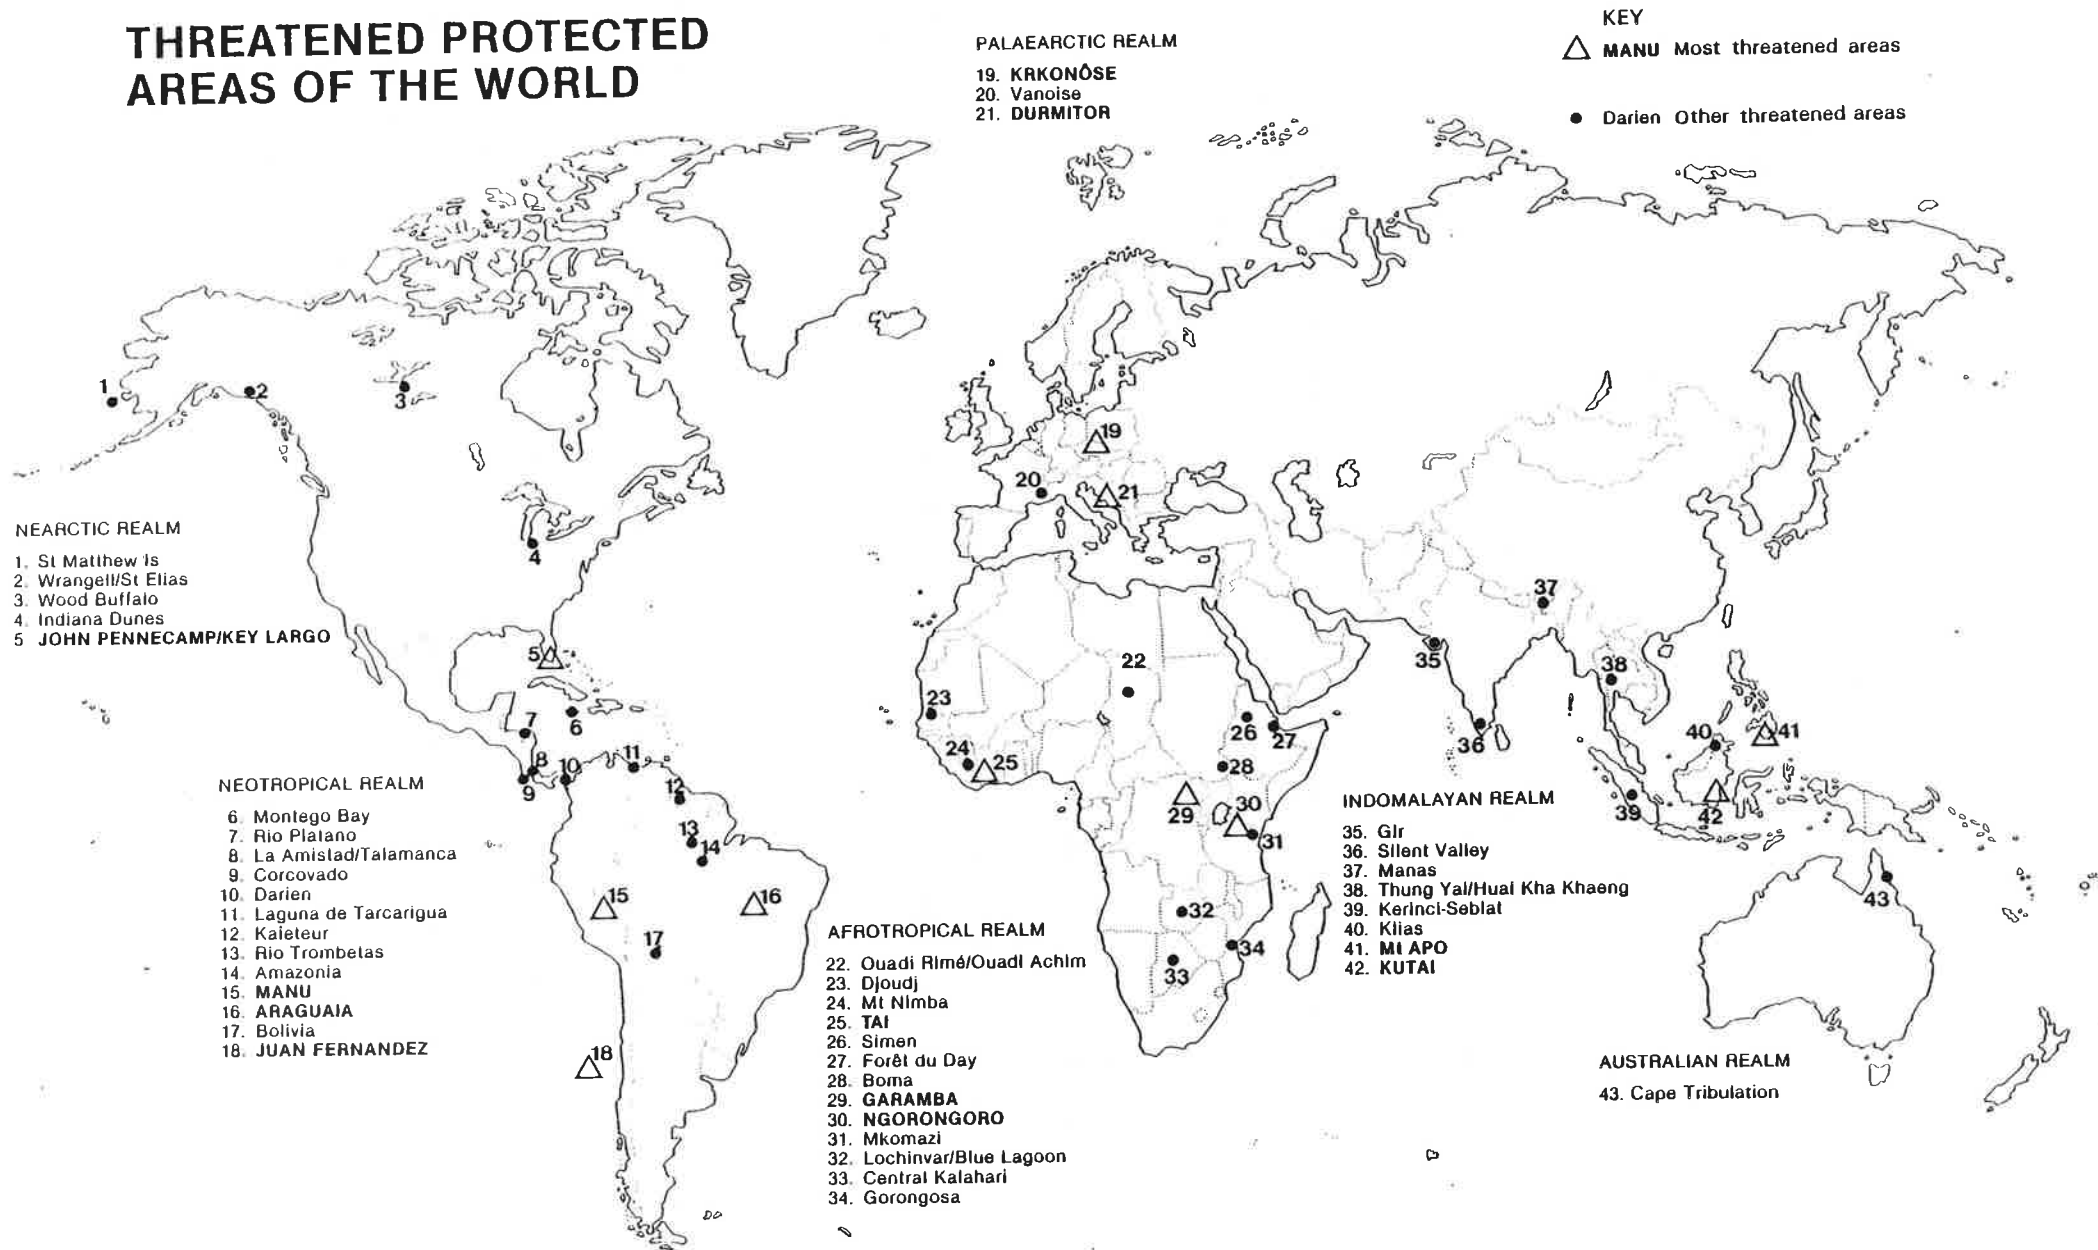 THREATENED PROTECTED
AREAS OF THE WORLD
PALAEARCTIC REALM
19. KRKONÔSE
20. Vanoise
21. DURMITOR
KEY
MANU Most threatened areas
Darien Other threatened areas
NEARCTIC REALM
1. St Matthew Is
2. Wrangell/St Elias
3. Wood Buffalo
4. Indiana Dunes
5 JOHN PENNECAMP/KEY LARGO
NEOTROPICAL REALM
6. Montego Bay
7. Rio Platano
8. La Amistad/Talamanca
9. Corcovado
10. Darien
11. Laguna de Tarcarigua
12. Kaieteur
13. Rio Trombetas
14. Amazonia
15. MANU
16. ARAGUAIA
17. Bolivia
18. JUAN FERNANDEZ
AFROTROPICAL REALM
22. Ouadi Rimé/Ouadi Achim
23. Djoudj
24. Mt Nimba
25. TAI
26. Simen
27. Forêt du Day
28. Boma
29. GARAMBA
30. NGORONGORO
31. Mkomazi
32. Lochinvar/Blue Lagoon
33. Central Kalahari
34. Gorongosa
INDOMALAYAN REALM
35. Gir
36. Silent Valley
37. Manas
38. Thung Yai/Huai Kha Khaeng
39. Kerinci-Seblat
40. Klias
41. Mt APO
42. KUTAI
AUSTRALIAN REALM
43. Cape Tribulation
1
2
3
4
5
6
7
8
9
10
11
12
13
14
15
16
17
18
19
20
21
22
23
24
25
26
27
28
29
30
31
32
33
34
35
36
37
38
39
40
41
42
43